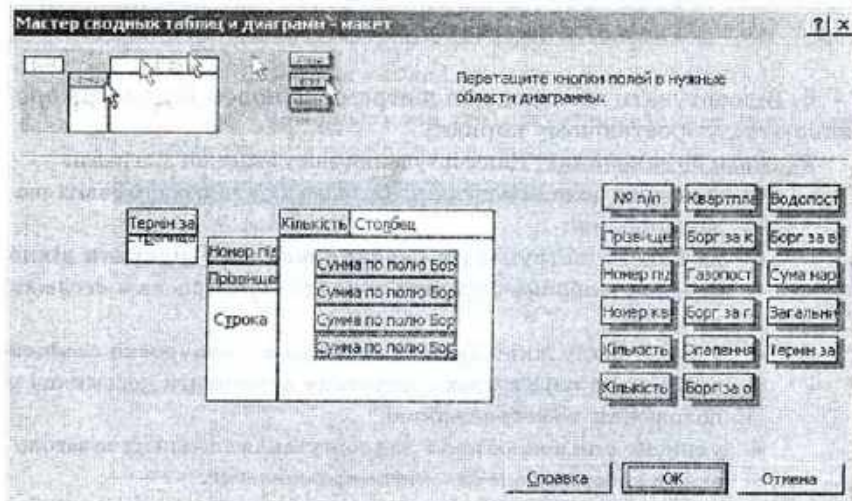 Мастер сводных таблиц и диаграмм - макет
Перетащите кнопки полей в нужные
области диаграммы.
Термін за
Страница
Кількість Столбец
Номер під
Прізвище
Строка
Сумма по полю Бор
Сумма по полю Бор
Сумма по полю Бор
Сумма по полю Бор
№ п/п Квартпла Водопост
Прізвище Борг за к Борг за в
Номер під Газопост Сума нар
Номер кв Борг за г Загальни
Кількість Опалення Термін за
Кількість Борг за о
Справка ОК Отмена